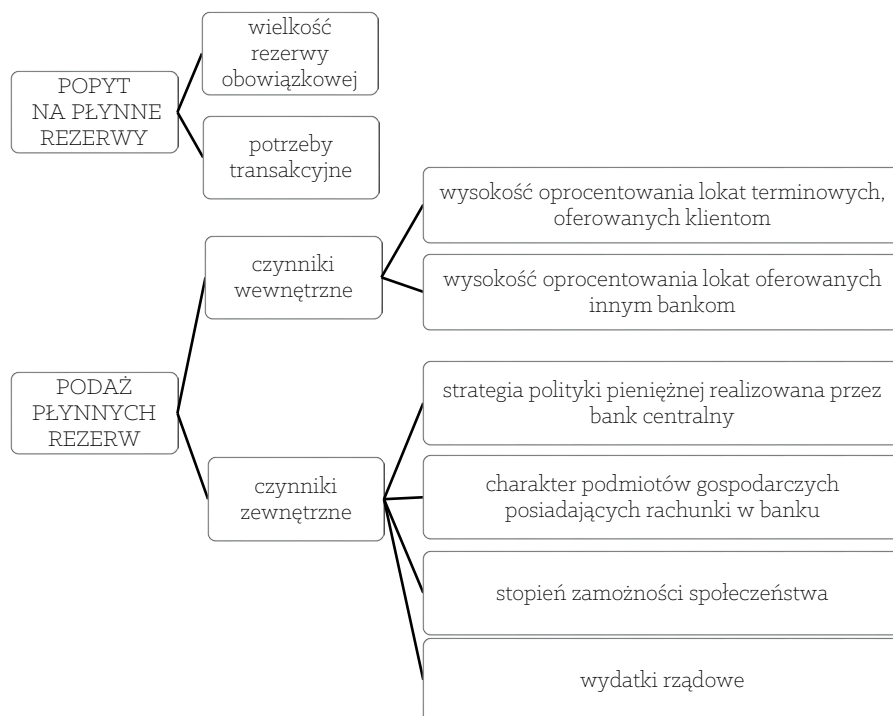 POPYT
NA PŁYNNE
REZERWY
wielkość
rezerwy
obowiązkowej
potrzeby
transakcyjne
PODAŻ
PŁYNNYCH
REZERW
czynniki
wewnętrzne
wysokość oprocentowania lokat terminowych,
oferowanych klientom
wysokość oprocentowania lokat oferowanych
innym bankom
czynniki
zewnętrzne
strategia polityki pieniężnej realizowana przez
bank centralny
charakter podmiotów gospodarczych
posiadających rachunki w banku
stopień zamożności społeczeństwa
wydatki rządowe